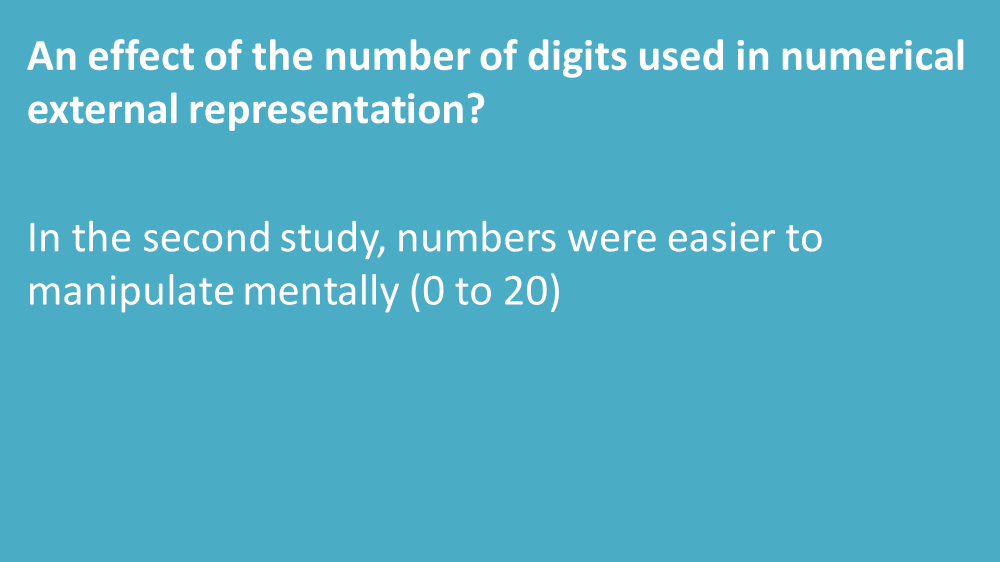 An effect of the number of digits used in numerical
external representation?
In the second study, numbers were easier to
manipulate mentally (0 to 20)